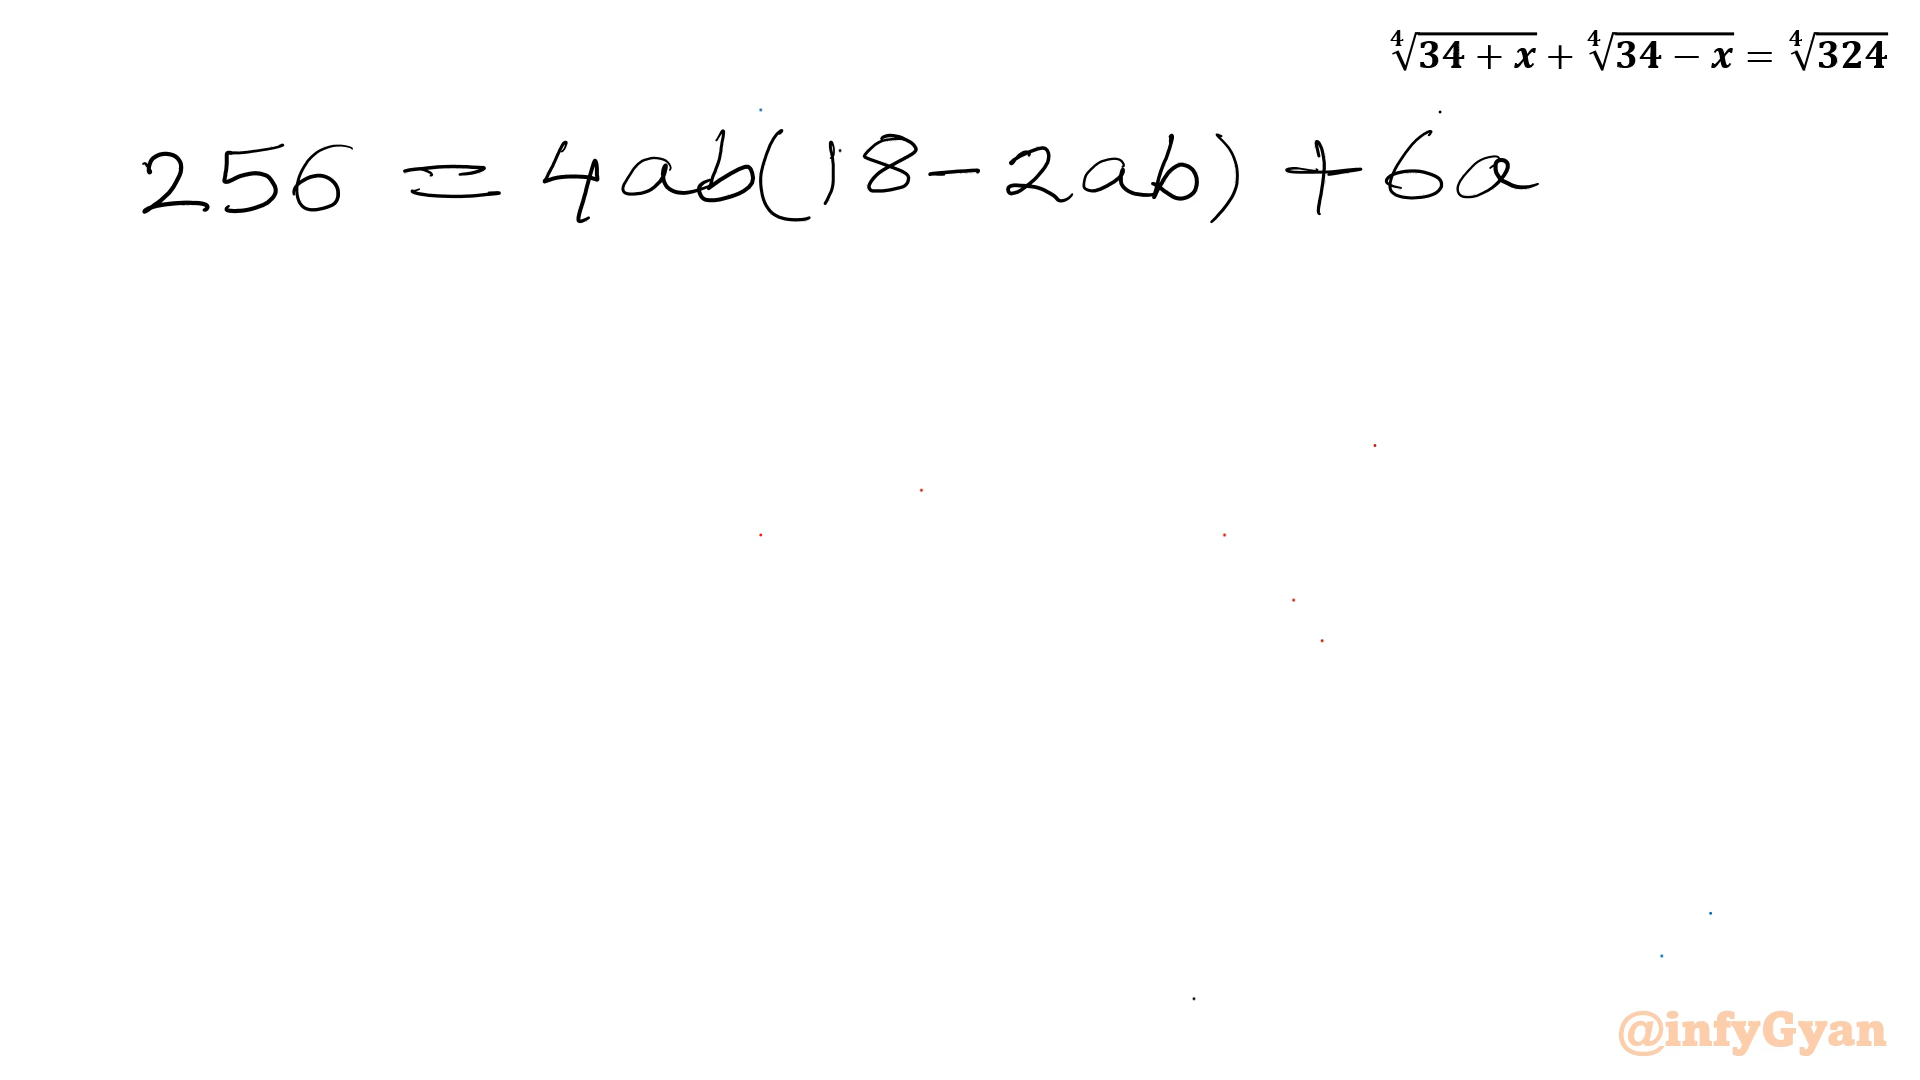 ∜(34 + x) + ∜(34 − x) = ∜324
256 = 4ab(18 − 2ab) + 6a
@infyGyan